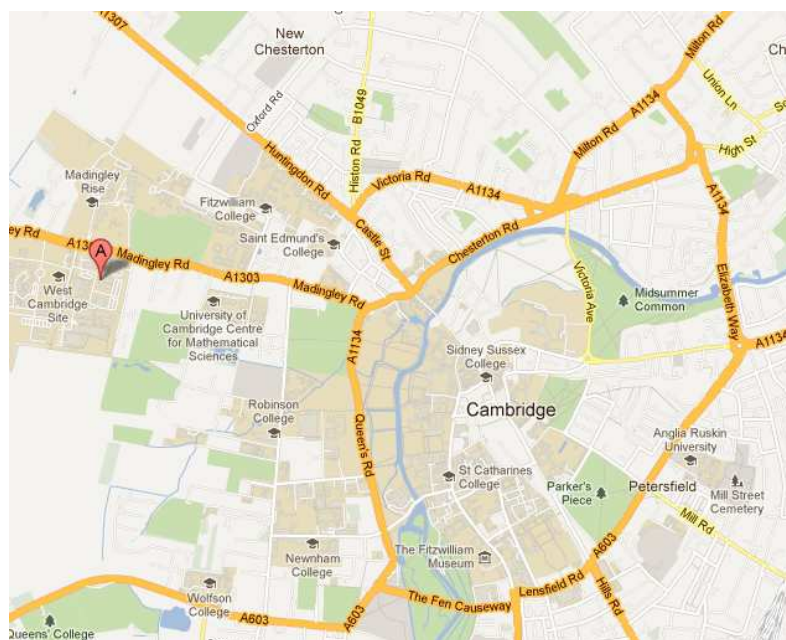 A1307
New
Chesterton
Oxford Rd
B1049
Histon Rd
Milton Rd
Union Ln
A1134
High St
Milton Rd
Huntingdon Rd
Victoria Rd
A1134
A1134
Madingley
Rise
Fitzwilliam
College
Castle St
Chesterton Rd
Saint Edmund's
College
ey Rd
A
Madingley Rd
A1303
Madingley Rd
West
Cambridge
Site
University of
Cambridge Centre
for Mathematical
Sciences
Victoria Ave
Midsummer
Common
Elizabeth Way
A1134
A1134
Sidney Sussex
College
Cambridge
Robinson
College
Queen's Rd
Anglia Ruskin
University
St Catharines
College
Parker's
Piece
Petersfield
Mill Street
Cemetery
Mill Rd
Newnham
College
The Fitzwilliam
Museum
A603
Wolfson
College
A603
A603
The Fen Causeway
Lensfield Rd
Hills Rd
Queens' College